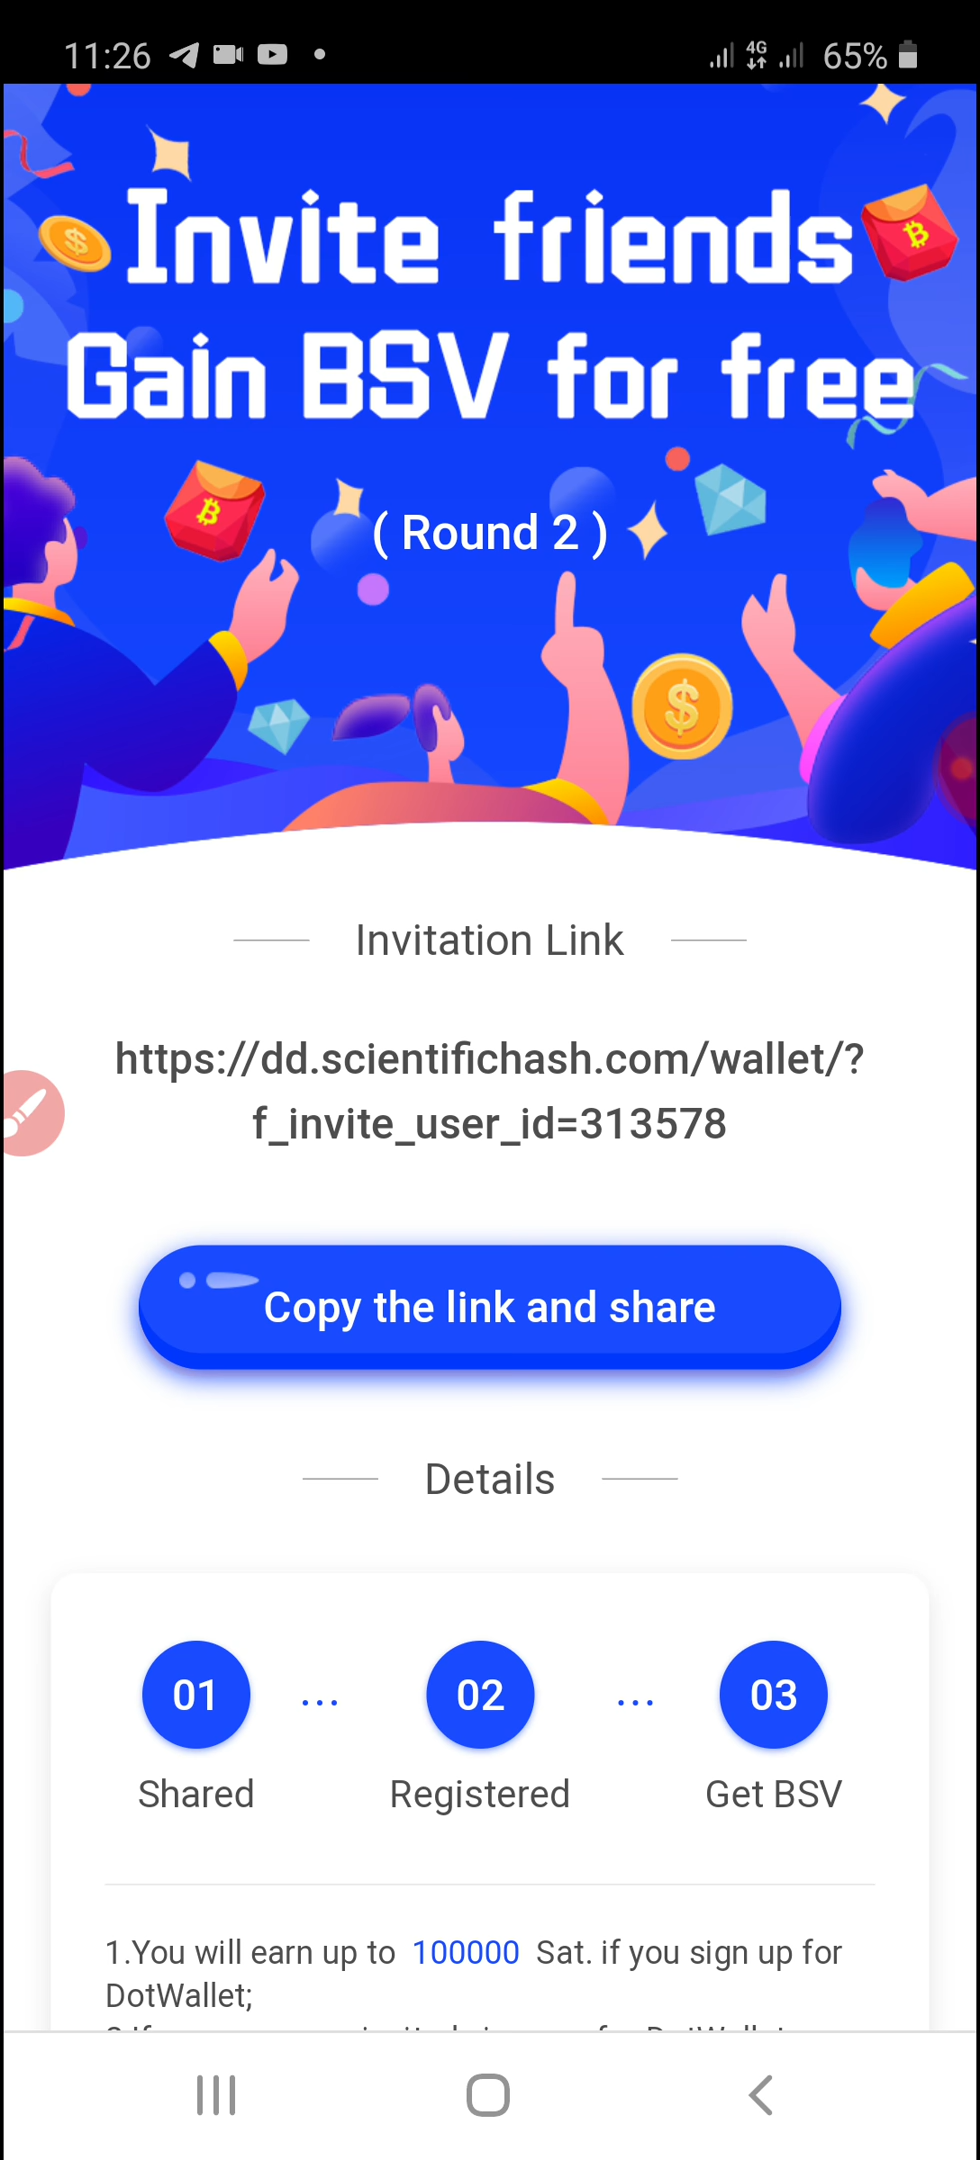 11:26 4G 65%
Invite friends
Gain BSV for free
( Round 2 )
Invitation Link
https://dd.scientifichash.com/wallet/?
f_invite_user_id=313578
Copy the link and share
Details
01 ... 02 ... 03
Shared Registered Get BSV
1.You will earn up to 100000 Sat. if you sign up for
DotWallet;